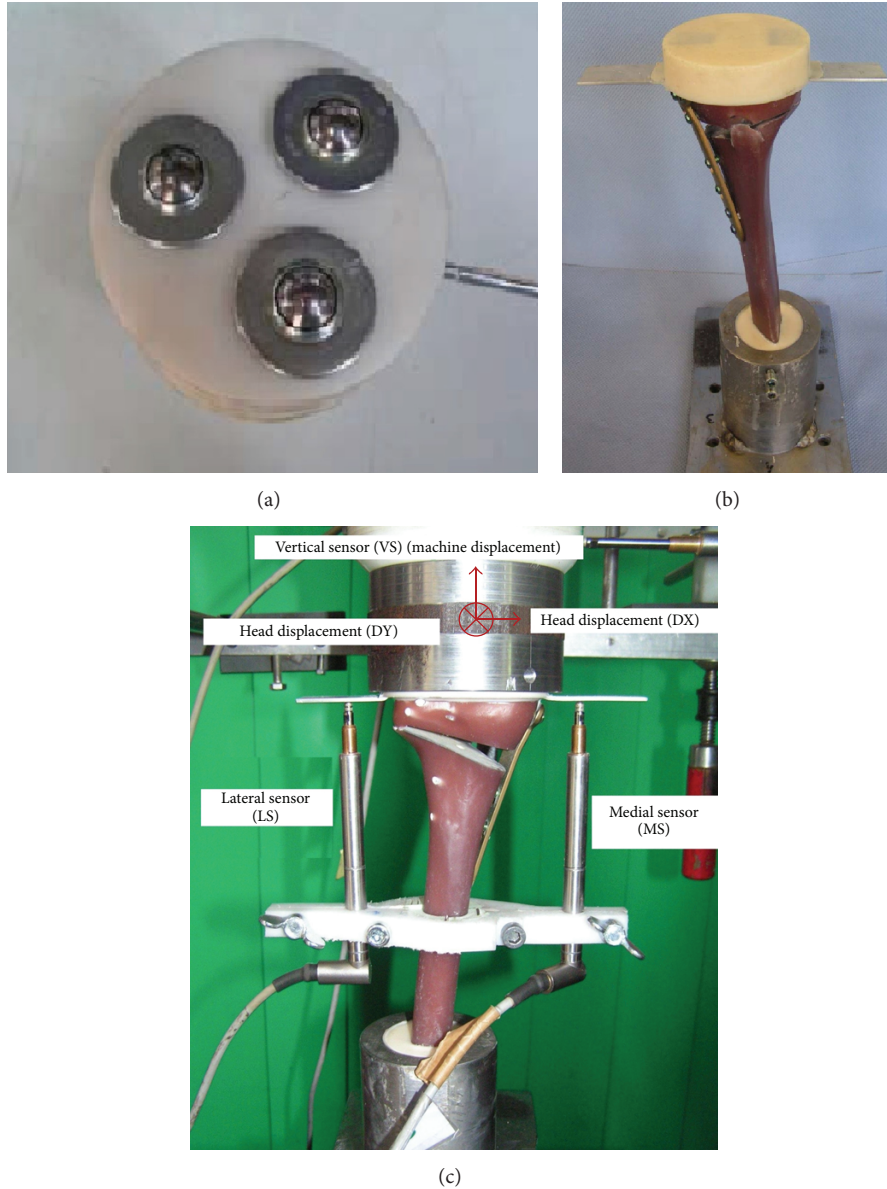 (a)
(b)
Vertical sensor (VS) (machine displacement)
Head displacement (DY)
Head displacement (DX)
Lateral sensor
(LS)
Medial sensor
(MS)
(c)